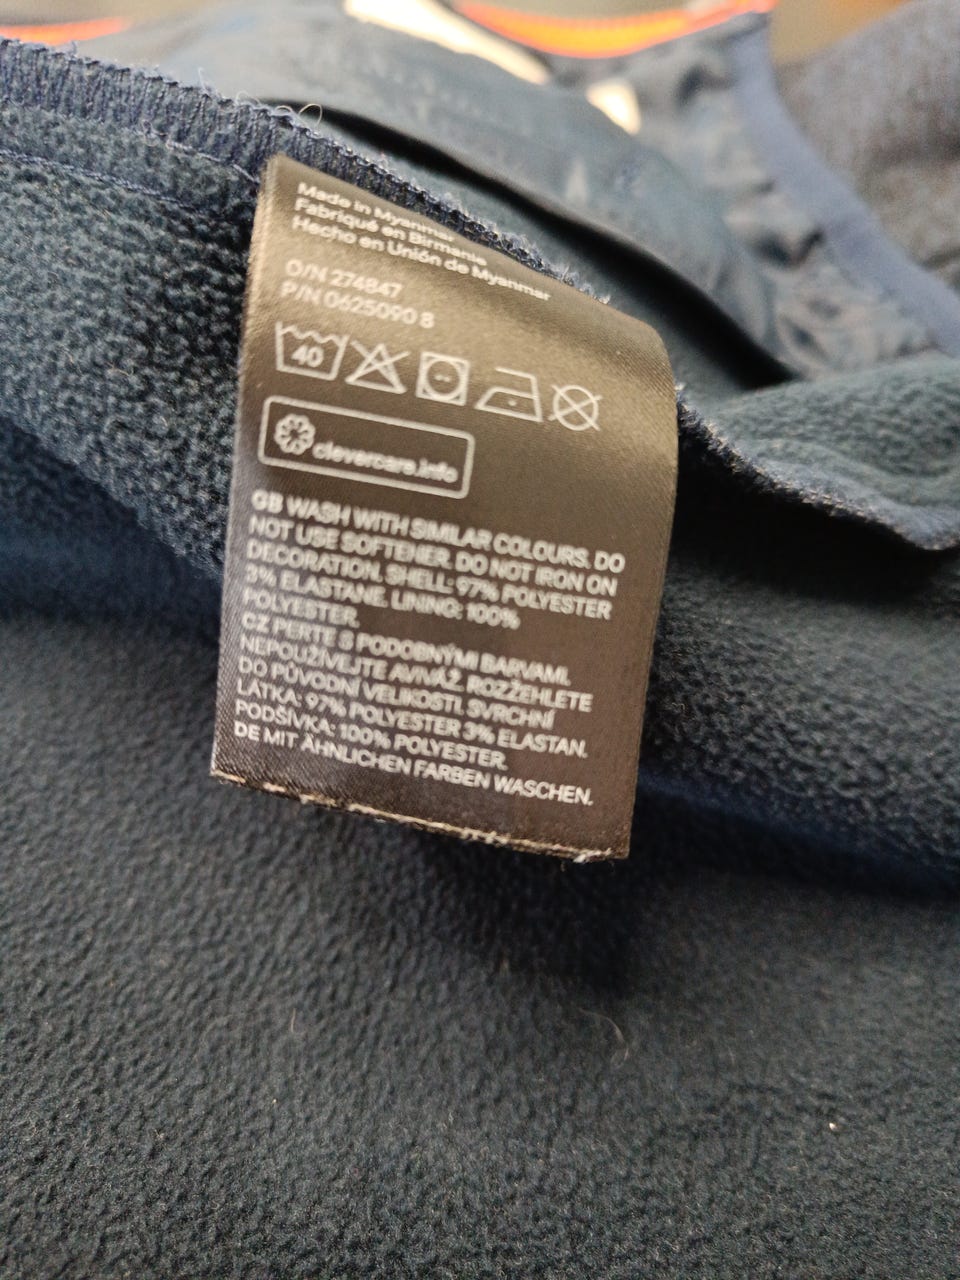 Made in Myanmar
Fabriqué en Birmanie
Hecho en Unión de Myanmar
O/N 274847
P/N 0625090 8
40
clevercare.info
GB WASH WITH SIMILAR COLOURS. DO
NOT USE SOFTENER. DO NOT IRON ON
DECORATION. SHELL: 97% POLYESTER
3% ELASTANE. LINING: 100%
POLYESTER.
CZ PERTE S PODOBNÝMI BARVAMI.
NEPOUŽÍVEJTE AVIVÁŽ. ROZŽEHLETE
DO PŮVODNÍ VELIKOSTI. SVRCHNÍ
LÁTKA: 97% POLYESTER 3% ELASTAN.
PODŠÍVKA: 100% POLYESTER.
DE MIT ÄHNLICHEN FARBEN WASCHEN.